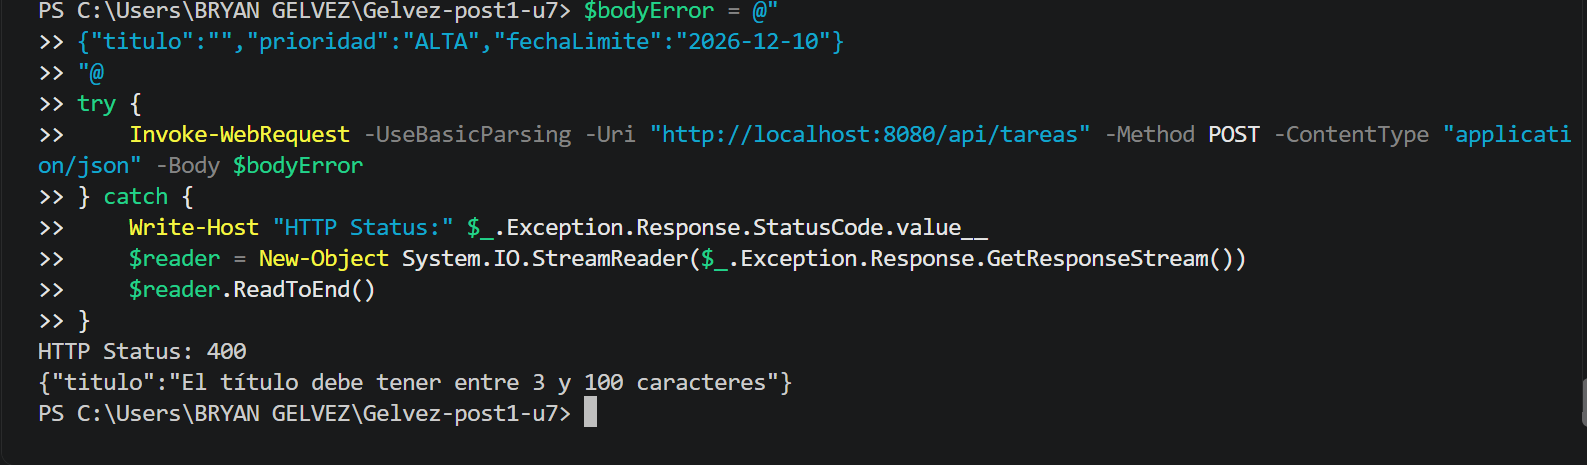 PS C:\Users\BRYAN GELVEZ\Gelvez-post1-u7> $bodyError = @"
>> {"titulo":"","prioridad":"ALTA","fechaLimite":"2026-12-10"}
>> "@
>> try {
>>     Invoke-WebRequest -UseBasicParsing -Uri "http://localhost:8080/api/tareas" -Method POST -ContentType "applicati
on/json" -Body $bodyError
>> } catch {
>>     Write-Host "HTTP Status:" $_.Exception.Response.StatusCode.value__
>>     $reader = New-Object System.IO.StreamReader($_.Exception.Response.GetResponseStream())
>>     $reader.ReadToEnd()
>> }
HTTP Status: 400
{"titulo":"El título debe tener entre 3 y 100 caracteres"}
PS C:\Users\BRYAN GELVEZ\Gelvez-post1-u7>